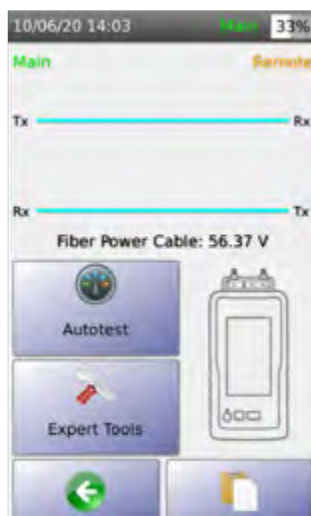 10/06/20 14:03 Main 33%
Main Remote
Tx Rx
Rx Tx
Fiber Power Cable: 56.37 V
Autotest
Expert Tools